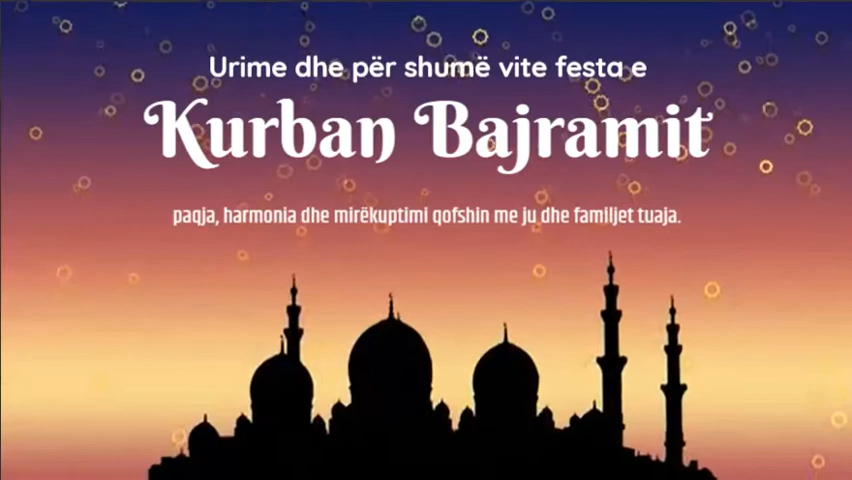 Urime dhe për shumë vite festa e
Kurban Bajramit
paqja, harmonia dhe mirëkuptimi qofshin me ju dhe familjet tuaja.